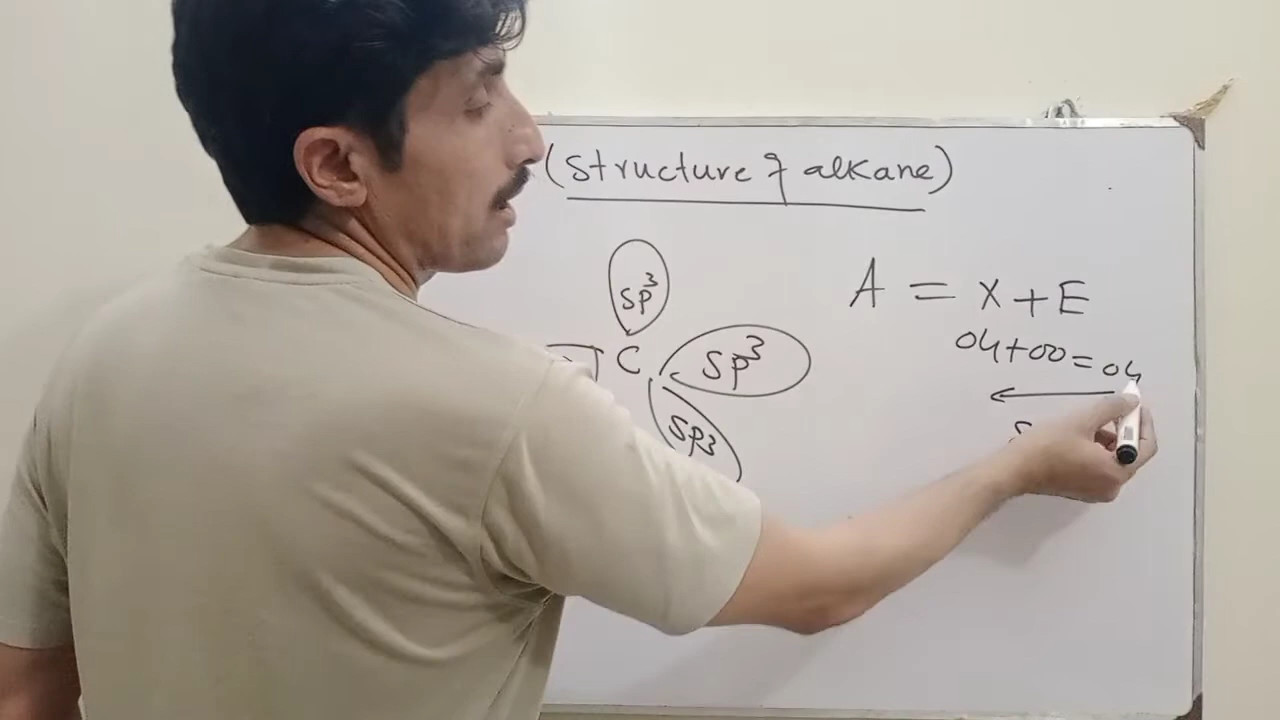 (Structure of alkane)
sp³
A = X + E
C
sp³
04+00=04
sp3